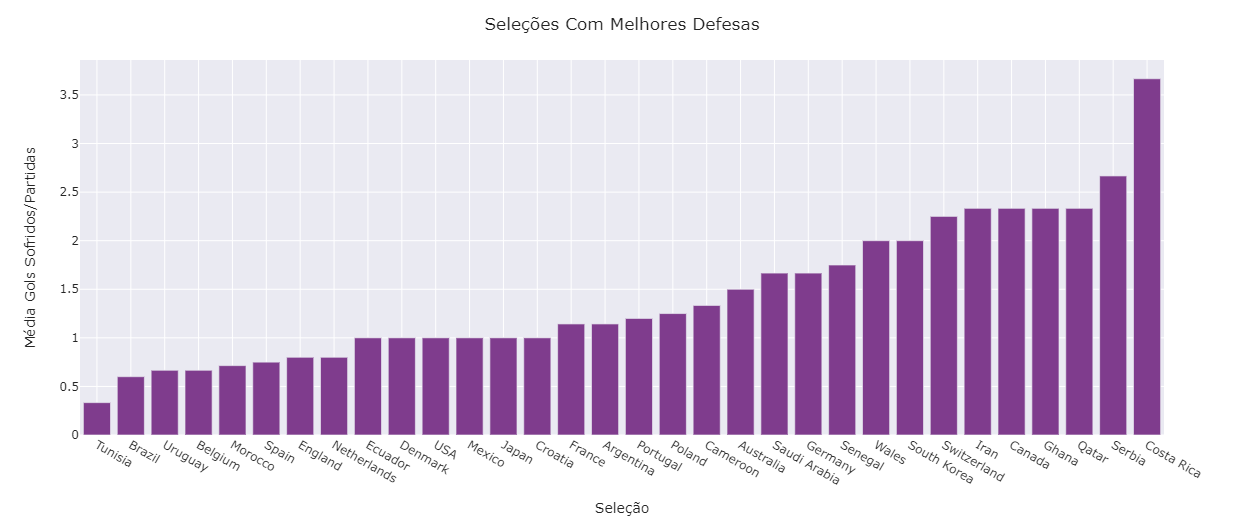 Seleções Com Melhores Defesas
Média Gols Sofridos/Partidas
3.5
3
2.5
2
1.5
1
0.5
0
Tunisia
Brazil
Uruguay
Belgium
Morocco
Spain
England
Netherlands
Ecuador
Denmark
USA
Mexico
Japan
Croatia
France
Argentina
Portugal
Poland
Cameroon
Australia
Saudi Arabia
Germany
Senegal
Wales
South Korea
Switzerland
Iran
Canada
Ghana
Qatar
Serbia
Costa Rica
Seleção